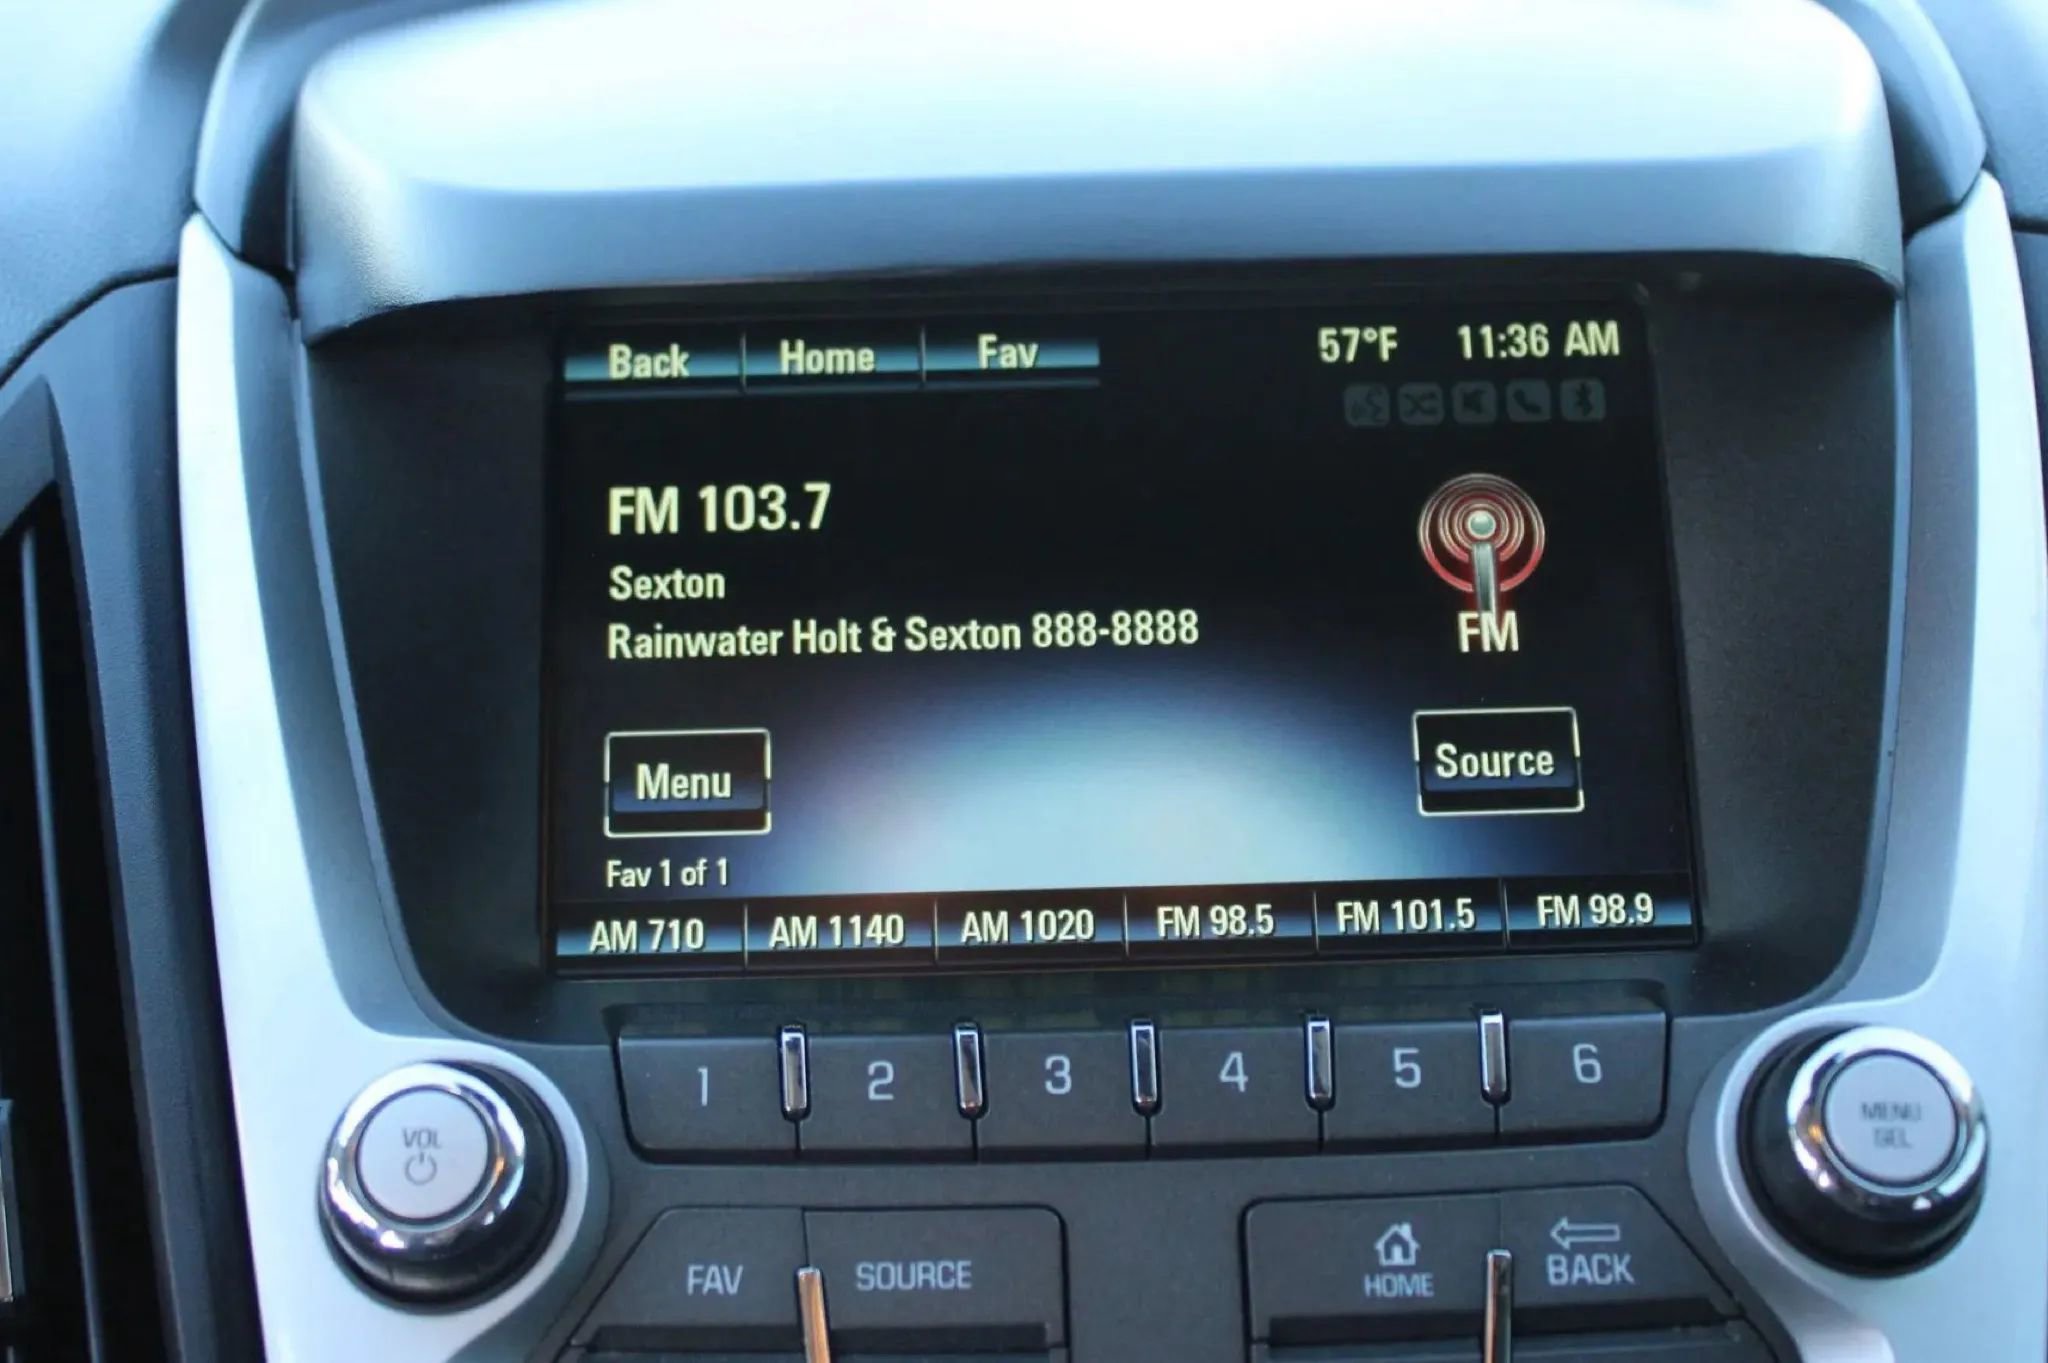 Back Home Fav 57°F 11:36 AM
FM 103.7
Sexton
Rainwater Holt & Sexton 888-8888
FM
Menu
Source
Fav 1 of 1
AM 710 AM 1140 AM 1020 FM 98.5 FM 101.5 FM 98.9
1 2 3 4 5 6
VOL
MENU
SEL
FAV SOURCE
HOME BACK